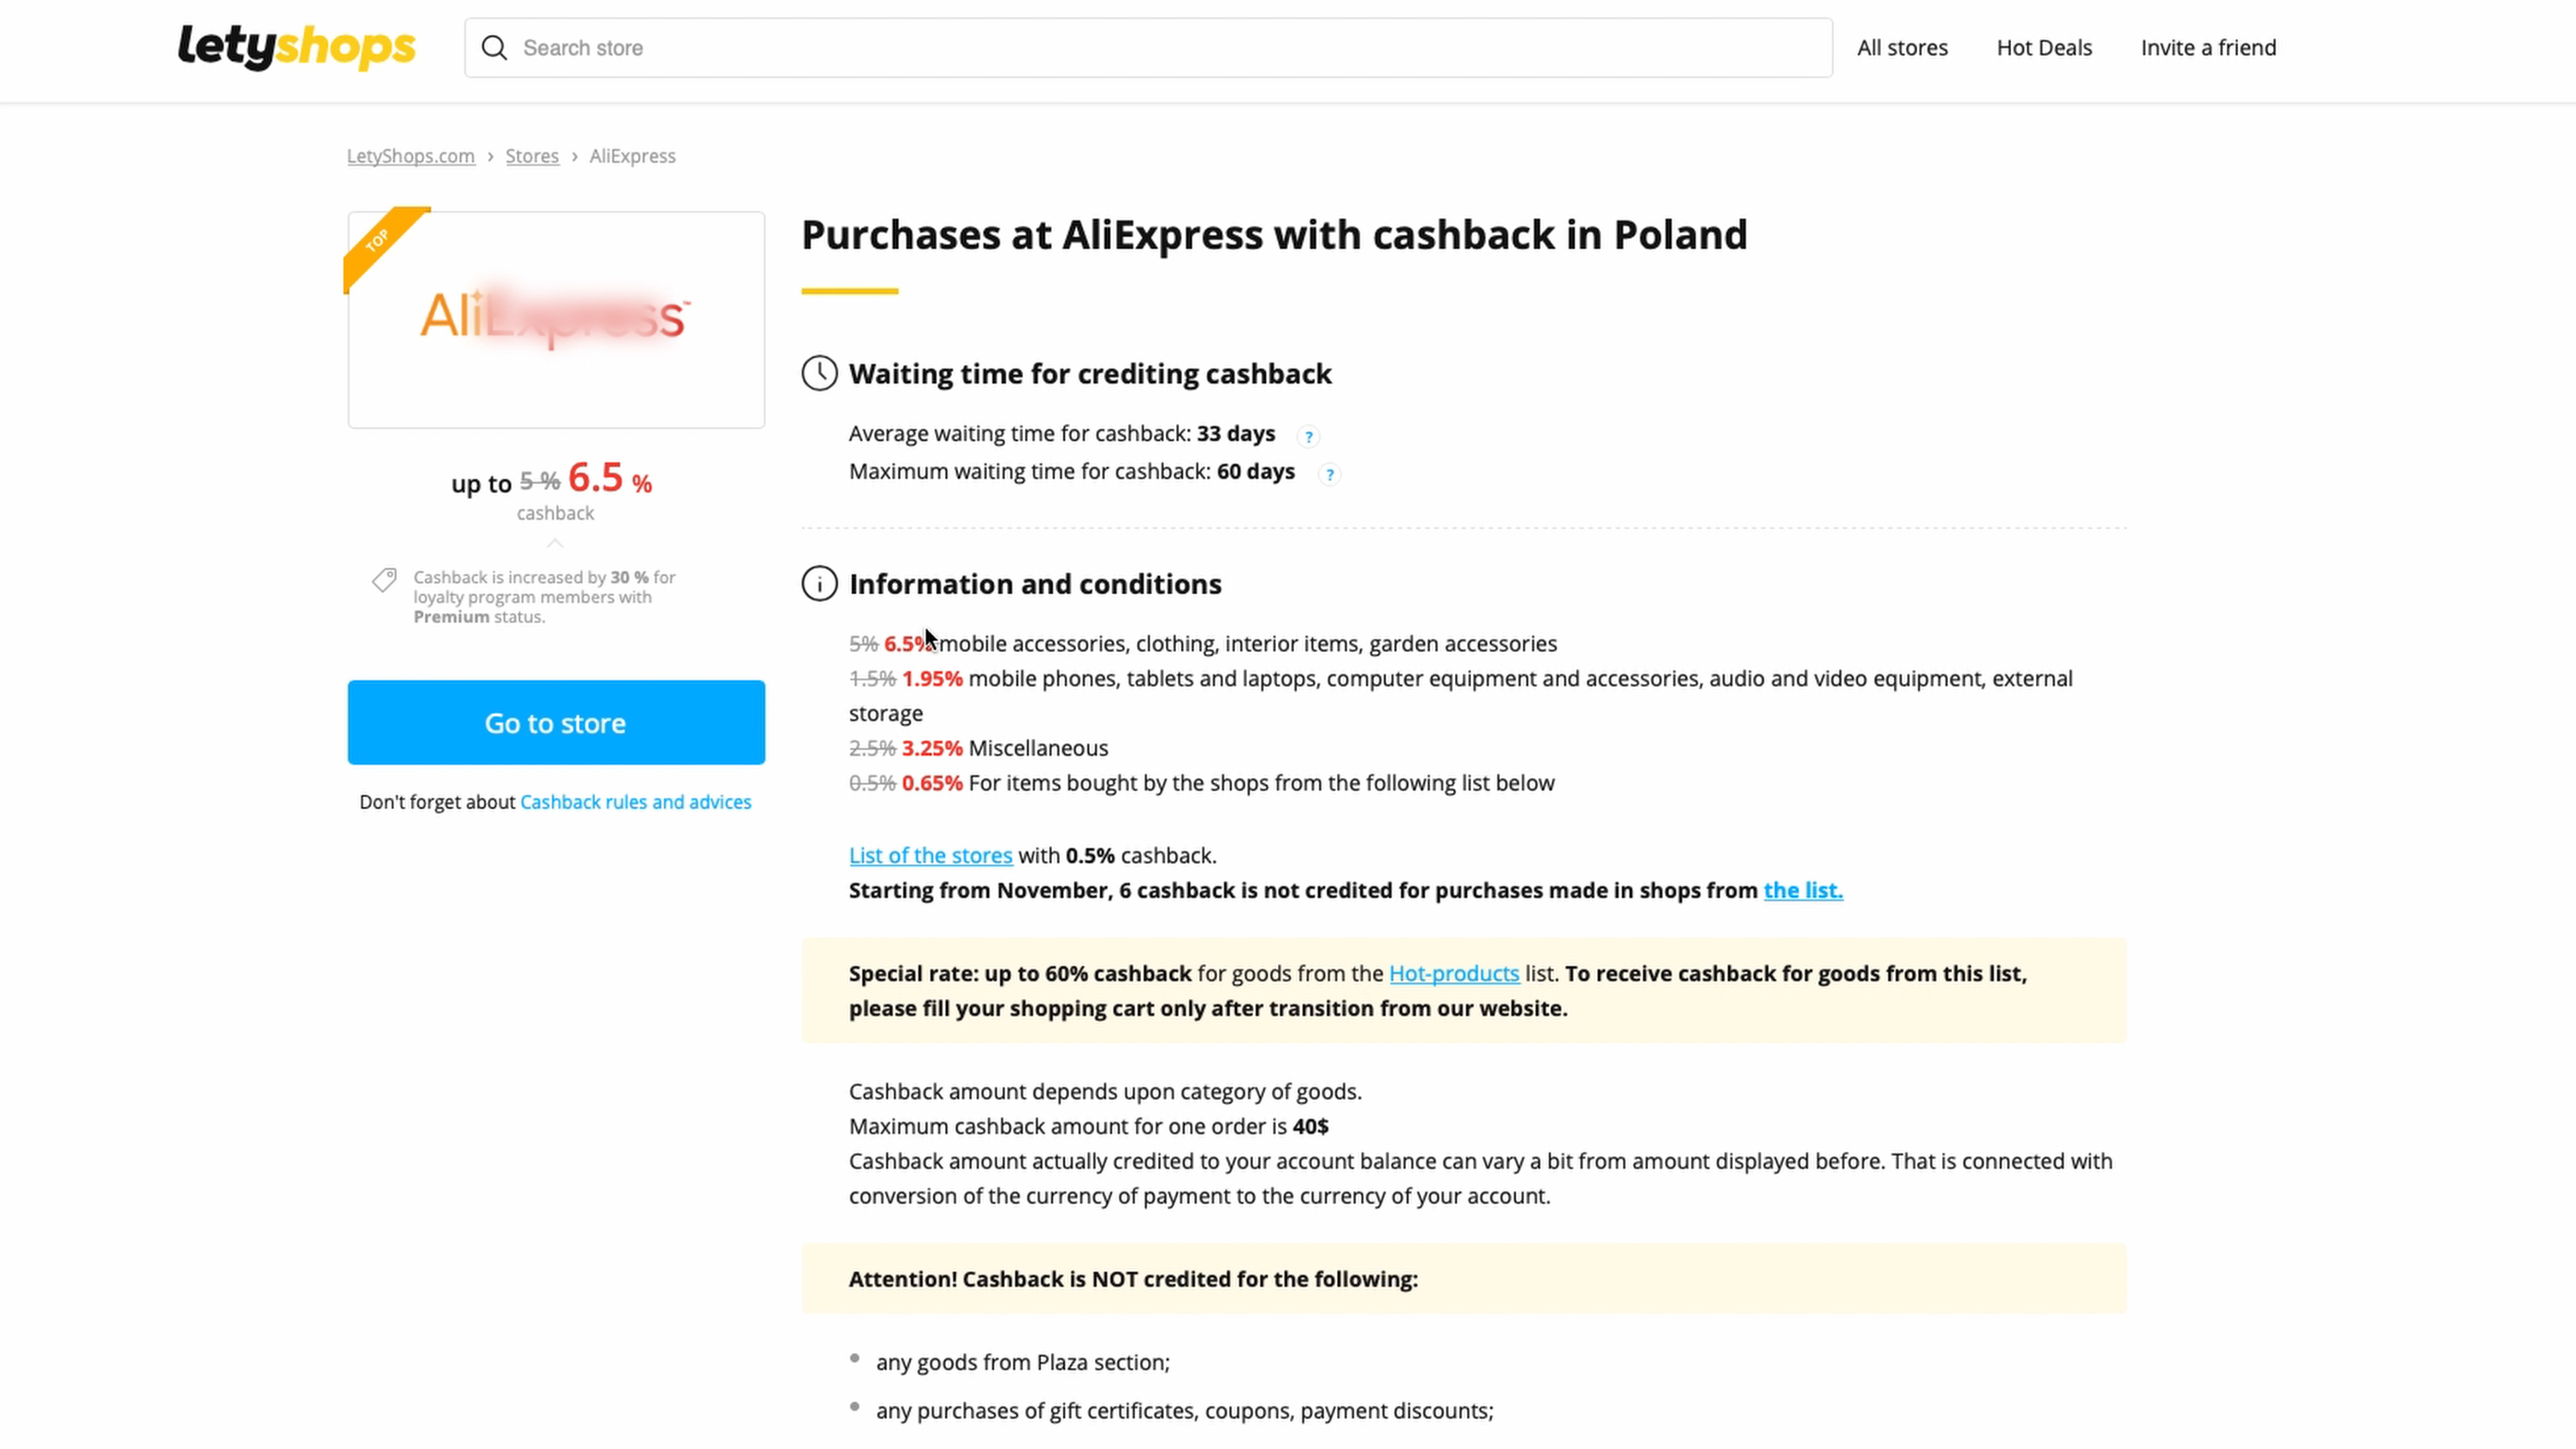 letyshops
Search store
All stores
Hot Deals
Invite a friend
LetyShops.com › Stores › AliExpress
TOP
AliExpress™
up to 5 % 6.5 %
cashback
Cashback is increased by 30 % for
loyalty program members with
Premium status.
Go to store
Don't forget about Cashback rules and advices
Purchases at AliExpress with cashback in Poland
Waiting time for crediting cashback
Average waiting time for cashback: 33 days ?
Maximum waiting time for cashback: 60 days ?
Information and conditions
5% 6.5% mobile accessories, clothing, interior items, garden accessories
1.5% 1.95% mobile phones, tablets and laptops, computer equipment and accessories, audio and video equipment, external
storage
2.5% 3.25% Miscellaneous
0.5% 0.65% For items bought by the shops from the following list below
List of the stores with 0.5% cashback.
Starting from November, 6 cashback is not credited for purchases made in shops from the list.
Special rate: up to 60% cashback for goods from the Hot-products list. To receive cashback for goods from this list,
please fill your shopping cart only after transition from our website.
Cashback amount depends upon category of goods.
Maximum cashback amount for one order is 40$
Cashback amount actually credited to your account balance can vary a bit from amount displayed before. That is connected with
conversion of the currency of payment to the currency of your account.
Attention! Cashback is NOT credited for the following:
• any goods from Plaza section;
• any purchases of gift certificates, coupons, payment discounts;